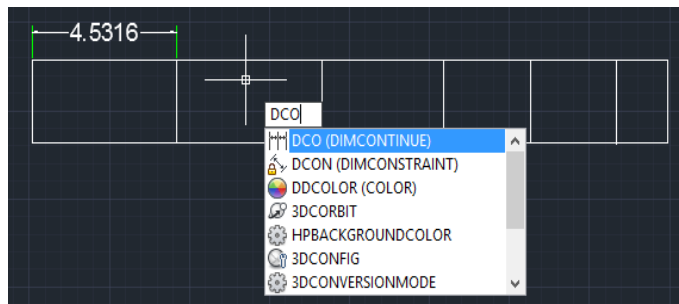 4.5316
DCO
DCO (DIMCONTINUE)
DCON (DIMCONSTRAINT)
DDCOLOR (COLOR)
3DCORBIT
HPBACKGROUNDCOLOR
3DCONFIG
3DCONVERSIONMODE